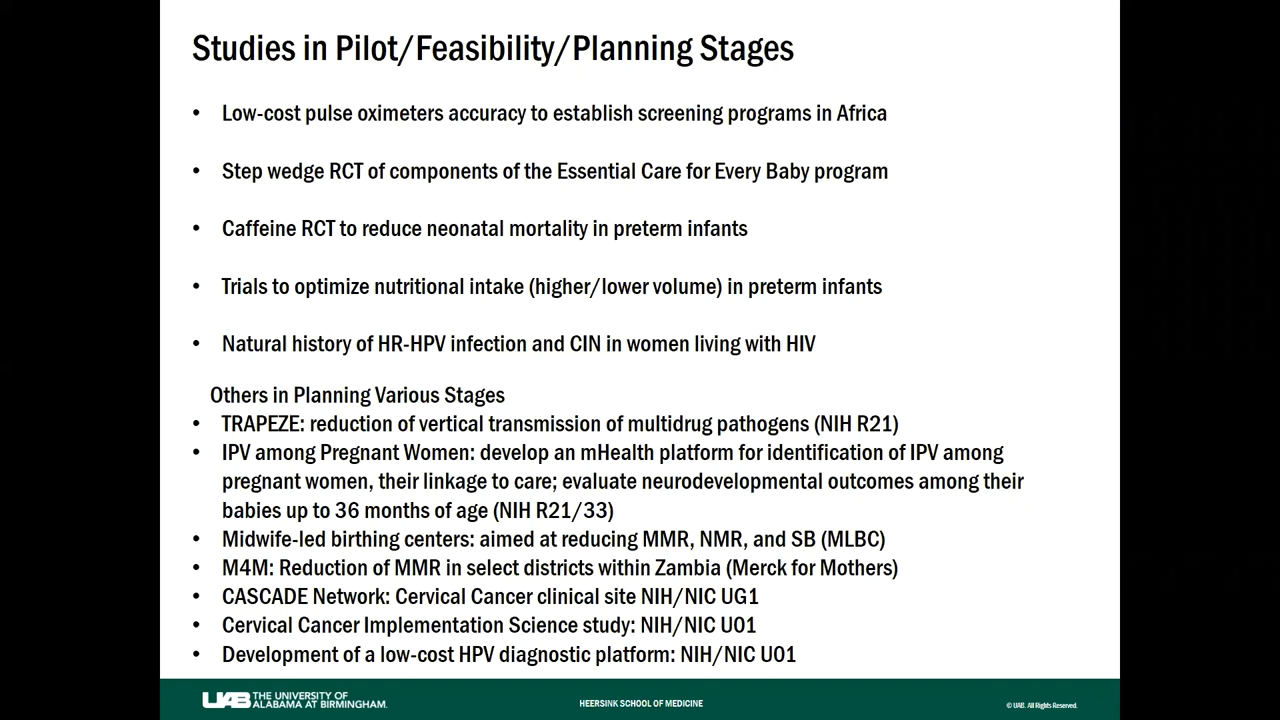 Studies in Pilot/Feasibility/Planning Stages
• Low-cost pulse oximeters accuracy to establish screening programs in Africa
• Step wedge RCT of components of the Essential Care for Every Baby program
• Caffeine RCT to reduce neonatal mortality in preterm infants
• Trials to optimize nutritional intake (higher/lower volume) in preterm infants
• Natural history of HR-HPV infection and CIN in women living with HIV
Others in Planning Various Stages
• TRAPEZE: reduction of vertical transmission of multidrug pathogens (NIH R21)
• IPV among Pregnant Women: develop an mHealth platform for identification of IPV among
pregnant women, their linkage to care; evaluate neurodevelopmental outcomes among their
babies up to 36 months of age (NIH R21/33)
• Midwife-led birthing centers: aimed at reducing MMR, NMR, and SB (MLBC)
• M4M: Reduction of MMR in select districts within Zambia (Merck for Mothers)
• CASCADE Network: Cervical Cancer clinical site NIH/NIC UG1
• Cervical Cancer Implementation Science study: NIH/NIC U01
• Development of a low-cost HPV diagnostic platform: NIH/NIC U01
UAB THE UNIVERSITY OF
ALABAMA AT BIRMINGHAM.
HEERSINK SCHOOL OF MEDICINE
© UAB. All Rights Reserved.